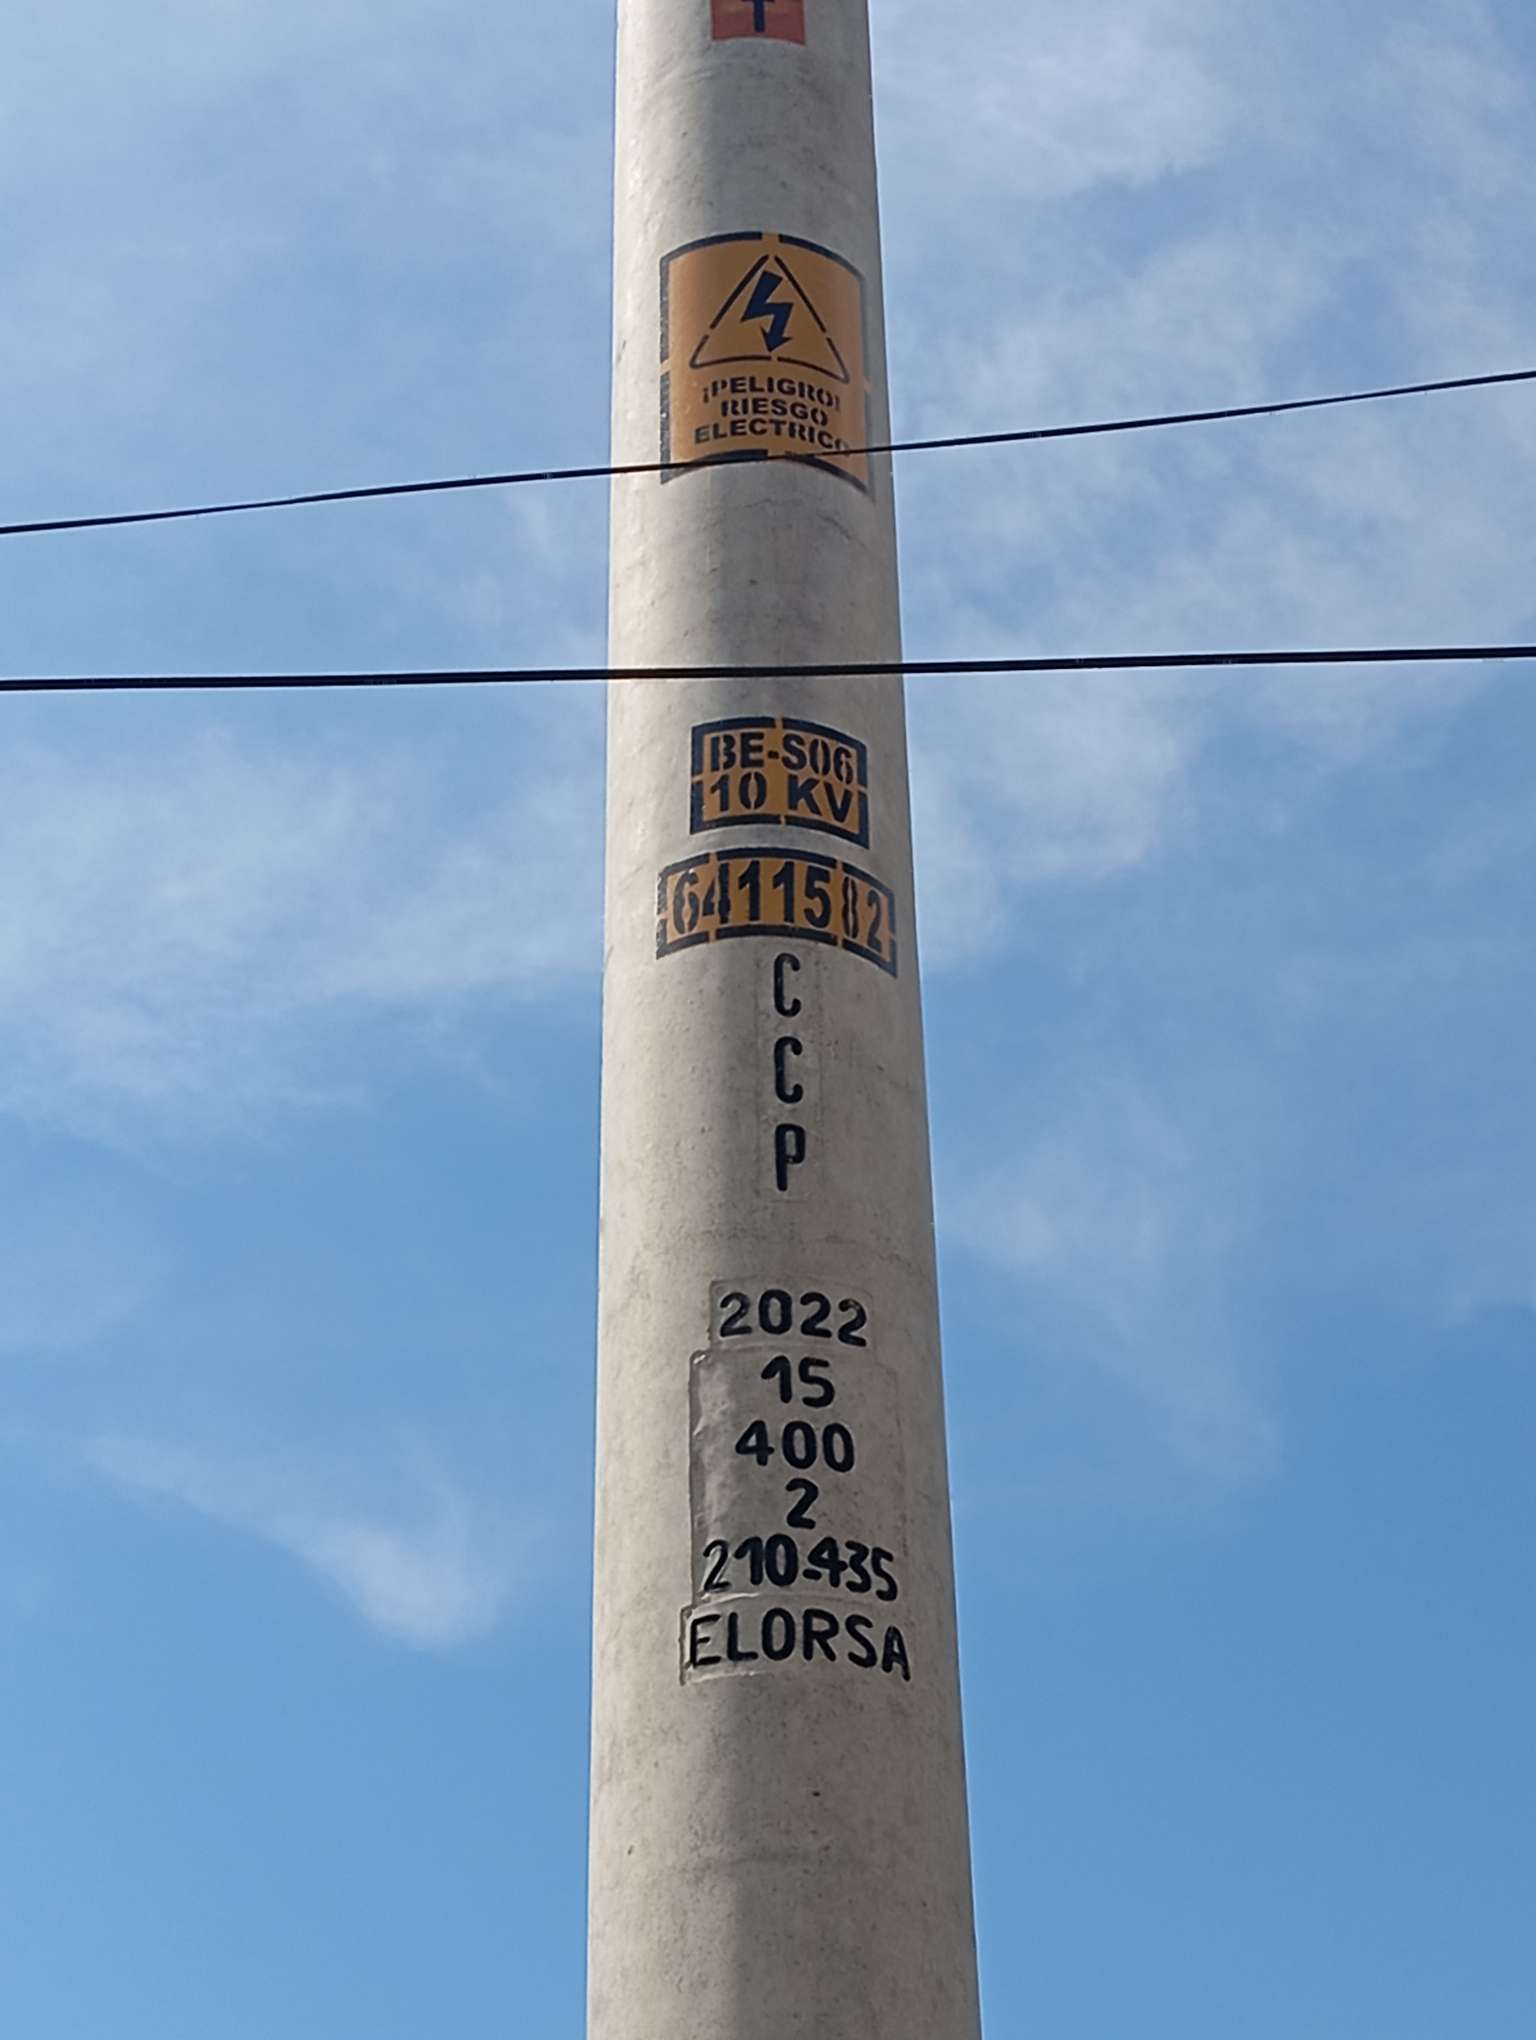 T
¡PELIGRO!
RIESGO
ELECTRICO
BE-S06
10 KV
6411582
C
C
P
2022
15
400
2
210-435
ELORSA